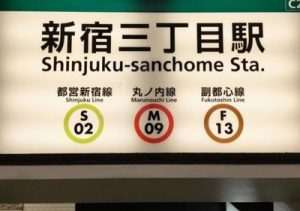 C2
新宿三丁目駅
Shinjuku-sanchome Sta.
都営新宿線 丸ノ内線 副都心線
Shinjuku Line Marunouchi Line Fukutoshin Line
S M F
02 09 13